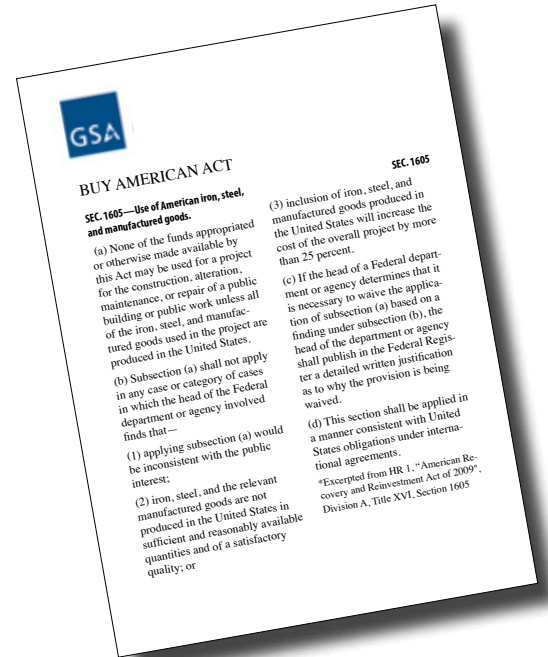 GSA
BUY AMERICAN ACT
SEC. 1605—Use of American iron, steel,
and manufactured goods.
(a) None of the funds appropriated
or otherwise made available by
this Act may be used for a project
for the construction, alteration,
maintenance, or repair of a public
building or public work unless all
of the iron, steel, and manufac-
tured goods used in the project are
produced in the United States.
(b) Subsection (a) shall not apply
in any case or category of cases
in which the head of the Federal
department or agency involved
finds that—
(1) applying subsection (a) would
be inconsistent with the public
interest;
(2) iron, steel, and the relevant
manufactured goods are not
produced in the United States in
sufficient and reasonably available
quantities and of a satisfactory
quality; or
SEC. 1605
(3) inclusion of iron, steel, and
manufactured goods produced in
the United States will increase the
cost of the overall project by more
than 25 percent.
(c) If the head of a Federal depart-
ment or agency determines that it
is necessary to waive the applica-
tion of subsection (a) based on a
finding under subsection (b), the
head of the department or agency
shall publish in the Federal Regis-
ter a detailed written justification
as to why the provision is being
waived.
(d) This section shall be applied in
a manner consistent with United
States obligations under interna-
tional agreements.
*Excerpted from HR 1, “American Re-
covery and Reinvestment Act of 2009”,
Division A, Title XVI, Section 1605